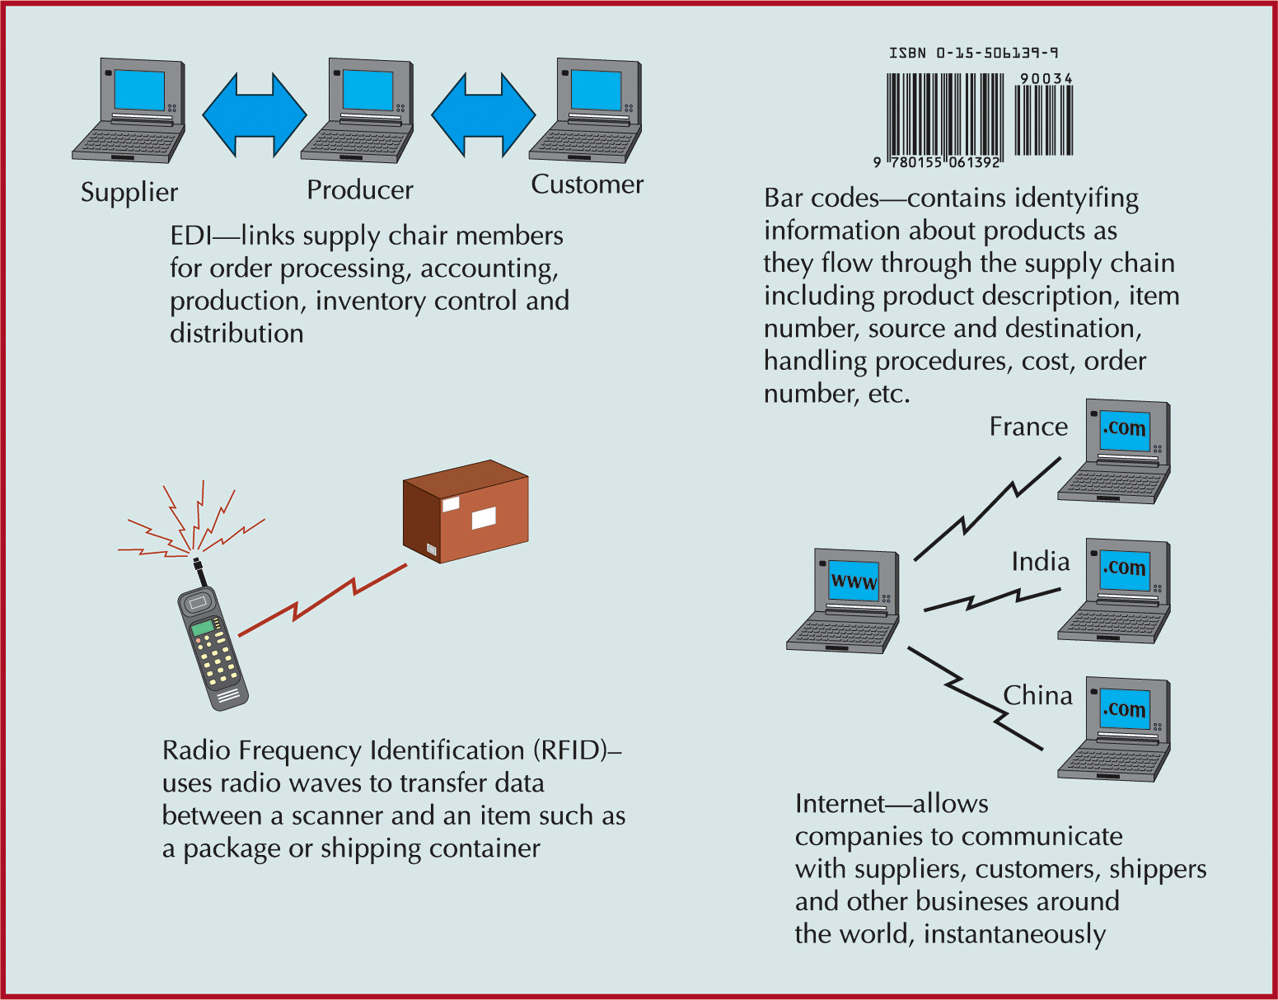 Supplier
Producer
Customer
EDI—links supply chair members
for order processing, accounting,
production, inventory control and
distribution
ISBN 0-15-506139-9
90034
9 780155 061392
Bar codes—contains identyifing
information about products as
they flow through the supply chain
including product description, item
number, source and destination,
handling procedures, cost, order
number, etc.
Radio Frequency Identification (RFID)–
uses radio waves to transfer data
between a scanner and an item such as
a package or shipping container
France
.com
India
.com
www
China
.com
Internet—allows
companies to communicate
with suppliers, customers, shippers
and other busineses around
the world, instantaneously